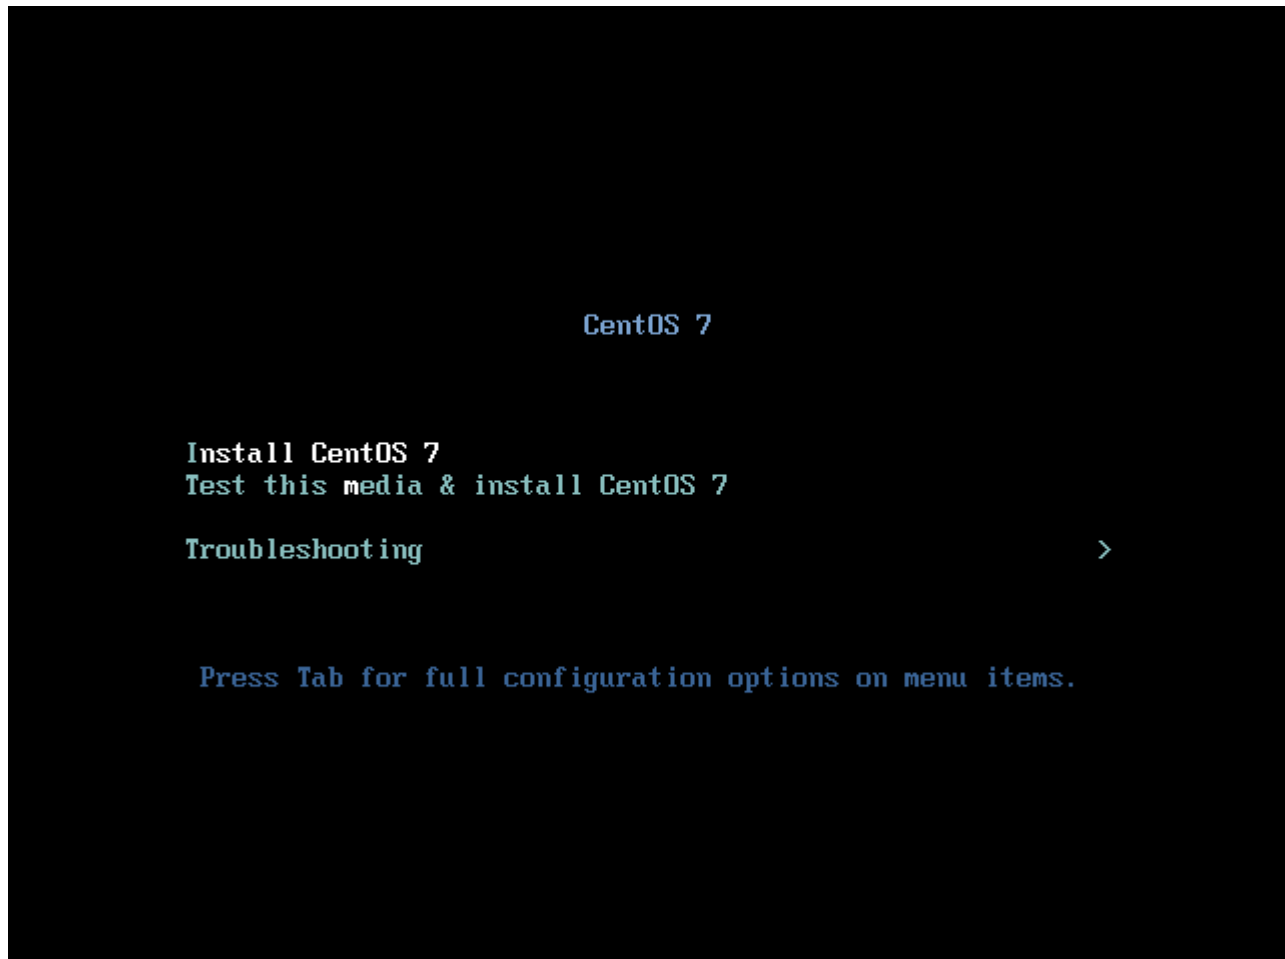 CentOS 7
Install CentOS 7
Test this media & install CentOS 7
Troubleshooting >
Press Tab for full configuration options on menu items.